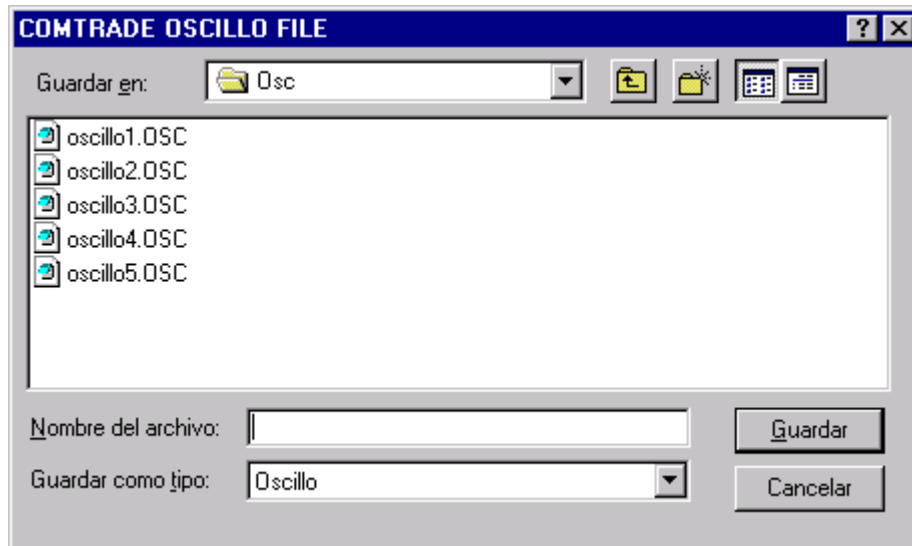 COMTRADE OSCILLO FILE
Guardar en: Osc
oscillo1.OSC
oscillo2.OSC
oscillo3.OSC
oscillo4.OSC
oscillo5.OSC
Nombre del archivo: Guardar
Guardar como tipo: Oscillo Cancelar